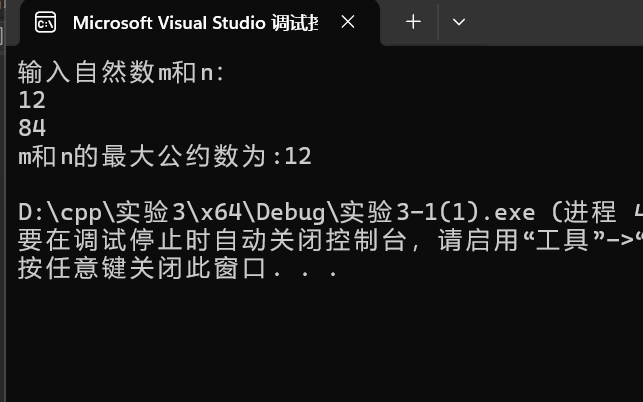 Microsoft Visual Studio 调试控
输入自然数m和n:
12
84
m和n的最大公约数为:12
D:\cpp\实验3\x64\Debug\实验3-1(1).exe (进程
要在调试停止时自动关闭控制台, 请启用“工具”->“
按任意键关闭此窗口. . .